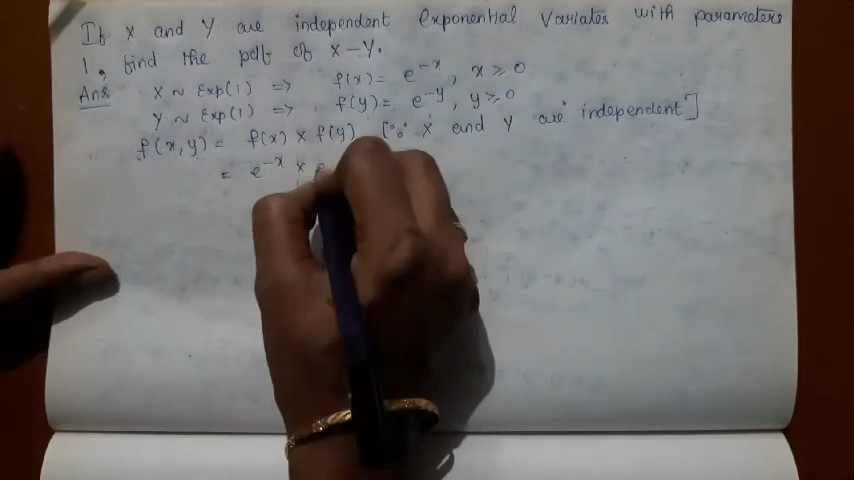 If X and Y are independent exponential variates with parameters
1, find the pdf of X-Y.
Ans X ~ Exp(1) => f(x) = e^{-x}, x ≥ 0
Y ~ Exp(1) => f(y) = e^{-y}, y ≥ 0
f(x,y) = f(x) × f(y) [∵ X and Y are independent]
= e^{-x} ×